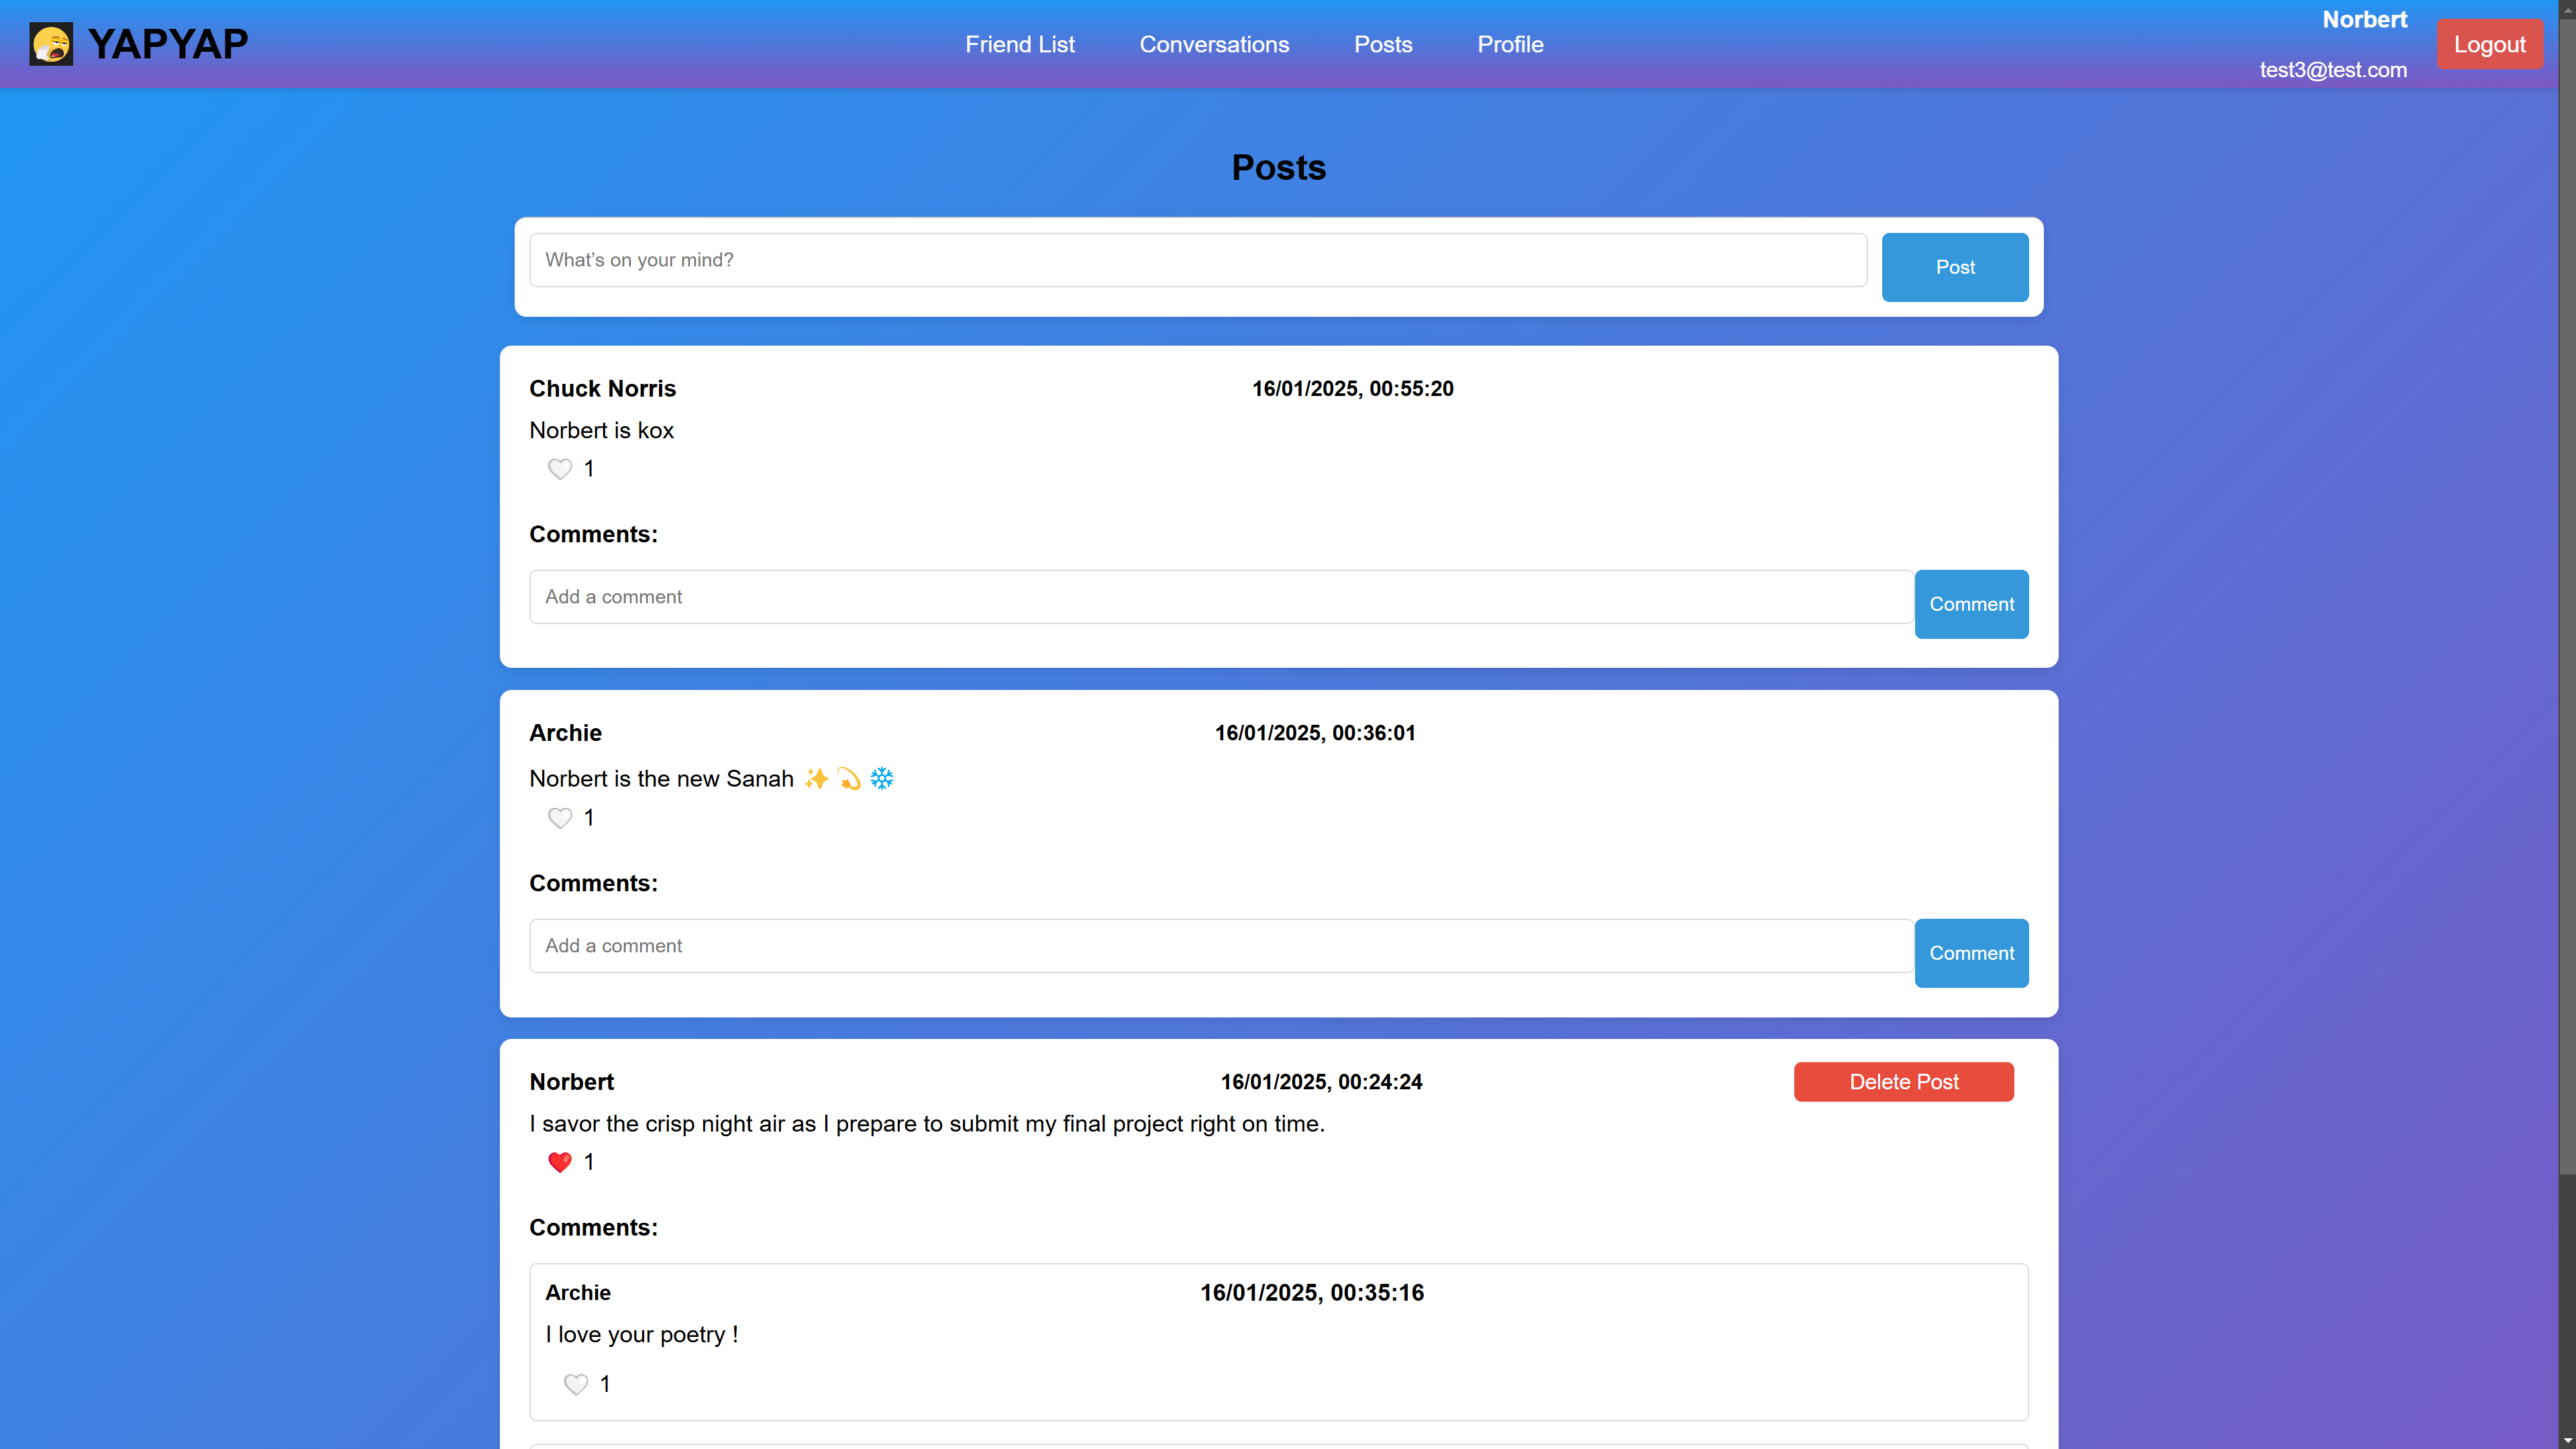 YAPYAP
Friend List
Conversations
Posts
Profile
Norbert
test3@test.com
Logout
Posts
What's on your mind?
Post
Chuck Norris
16/01/2025, 00:55:20
Norbert is kox
1
Comments:
Add a comment
Comment
Archie
16/01/2025, 00:36:01
Norbert is the new Sanah ✨ 💫 ❄️
1
Comments:
Add a comment
Comment
Norbert
16/01/2025, 00:24:24
Delete Post
I savor the crisp night air as I prepare to submit my final project right on time.
1
Comments:
Archie
16/01/2025, 00:35:16
I love your poetry !
1